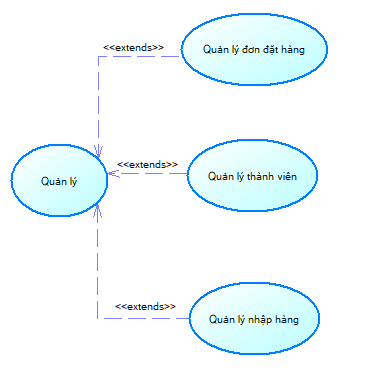 <<extends>>
Quản lý đơn đặt hàng
<<extends>>
Quản lý
Quản lý thành viên
<<extends>>
Quản lý nhập hàng